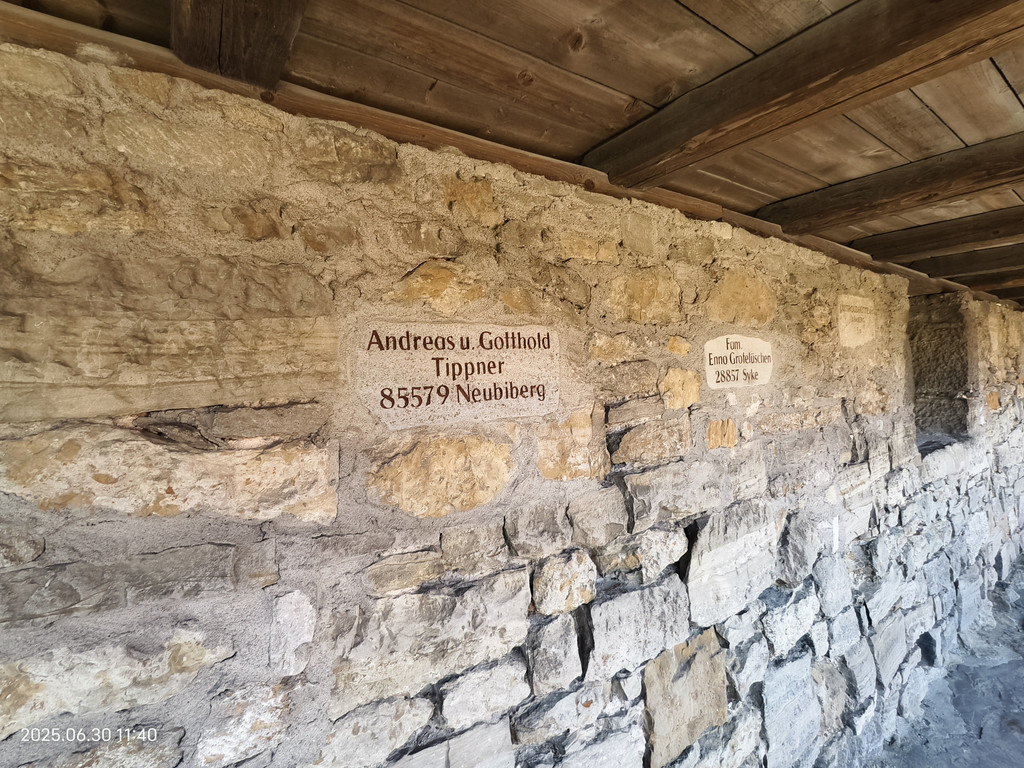 Andreas u. Gotthold
Tippner
85579 Neubiberg
Fam.
Enno Grotelüschen
28857 Syke
2025.06.30 11:40